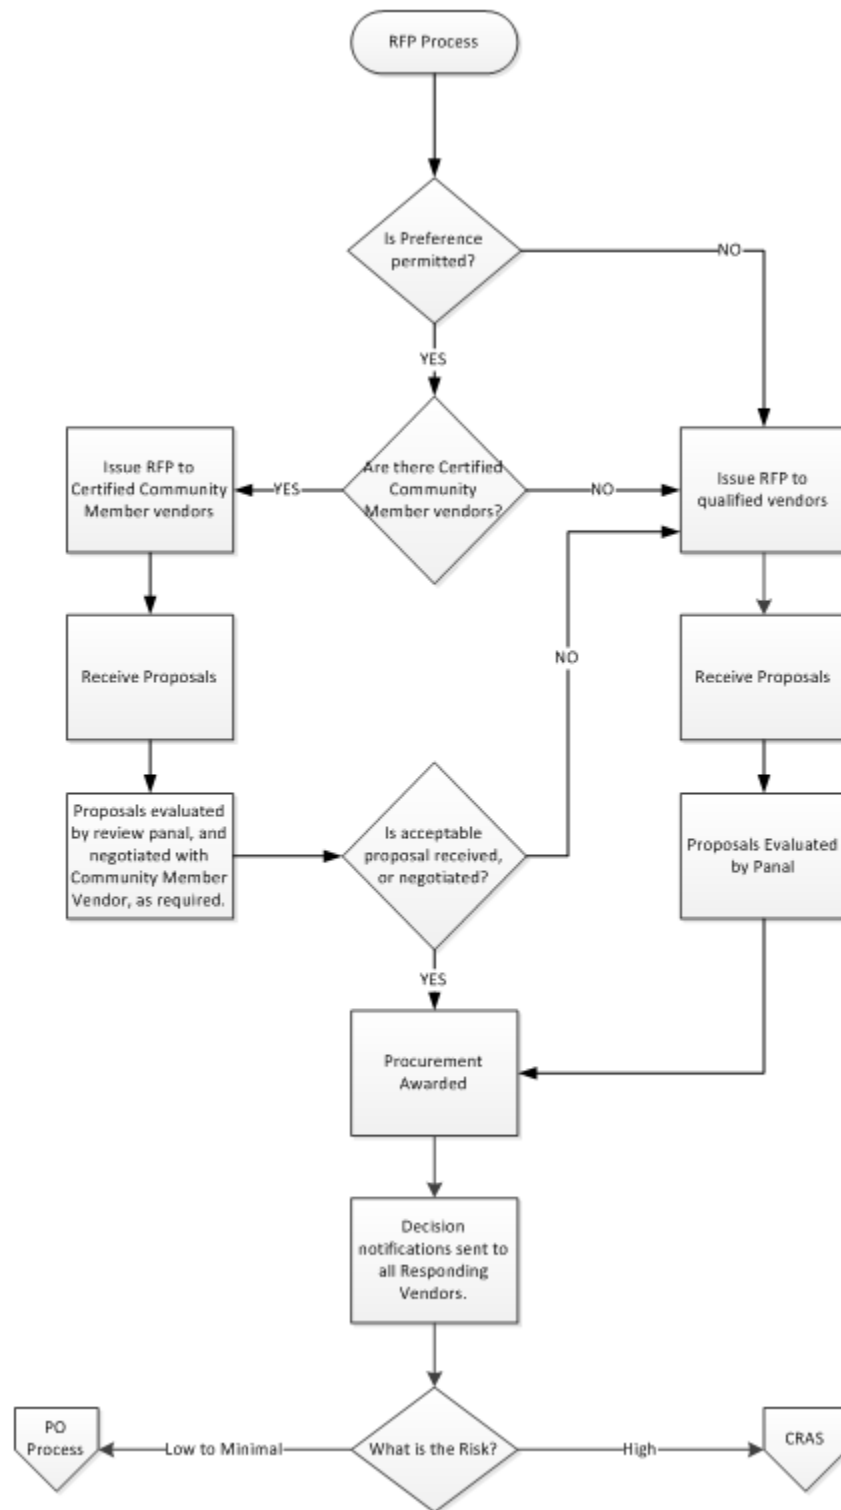 RFP Process
Is Preference
permitted?
NO
YES
Issue RFP to
Certified Community
Member vendors
YES
Are there Certified
Community
Member vendors?
NO
Issue RFP to
qualified vendors
Receive Proposals
NO
Receive Proposals
Proposals evaluated
by review panal, and
negotiated with
Community Member
Vendor, as required.
Is acceptable
proposal received,
or negotiated?
Proposals Evaluated
by Panal
YES
Procurement
Awarded
Decision
notifications sent to
all Responding
Vendors.
PO
Process
Low to Minimal
What is the Risk?
High
CRAS